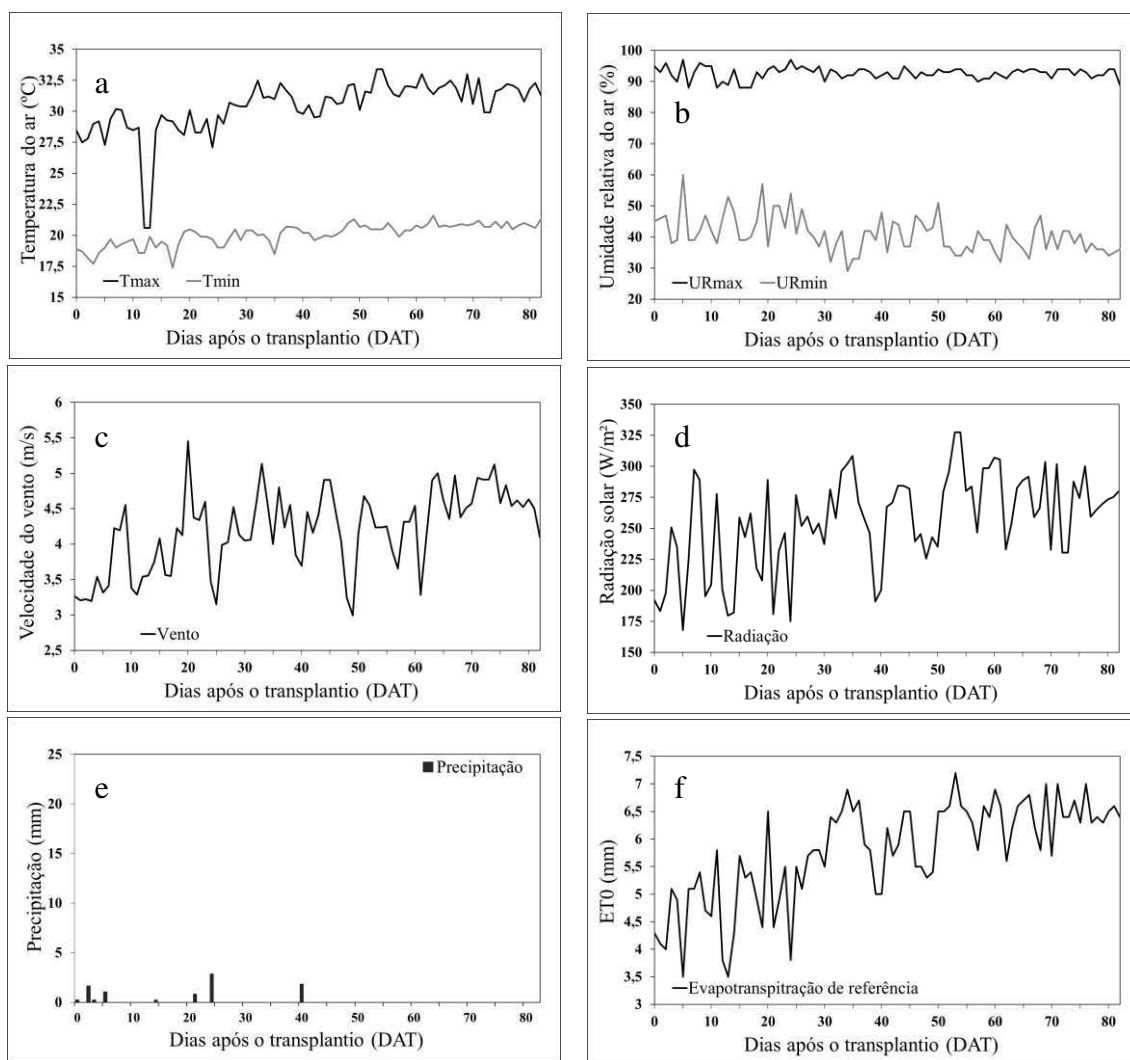 35
32,5
30
27,5
25
22,5
20
17,5
15
Temperatura do ar (ºC)
a
Tmax Tmin
0 10 20 30 40 50 60 70 80
Dias após o transplantio (DAT)
100
90
80
70
60
50
40
30
20
Umidade relativa do ar (%)
b
URmax URmin
0 10 20 30 40 50 60 70 80
Dias após o transplantio (DAT)
6
5,5
5
4,5
4
3,5
3
2,5
Velocidade do vento (m/s)
c
Vento
0 10 20 30 40 50 60 70 80
Dias após o transplantio (DAT)
350
325
300
275
250
225
200
175
150
Radiação solar (W/m²)
d
Radiação
0 10 20 30 40 50 60 70 80
Dias após o transplantio (DAT)
25
20
15
10
5
0
Precipitação (mm)
e
Precipitação
0 10 20 30 40 50 60 70 80
Dias após o transplantio (DAT)
7,5
7
6,5
6
5,5
5
4,5
4
3,5
3
ET0 (mm)
f
Evapotranspitração de referência
0 10 20 30 40 50 60 70 80
Dias após o transplantio (DAT)